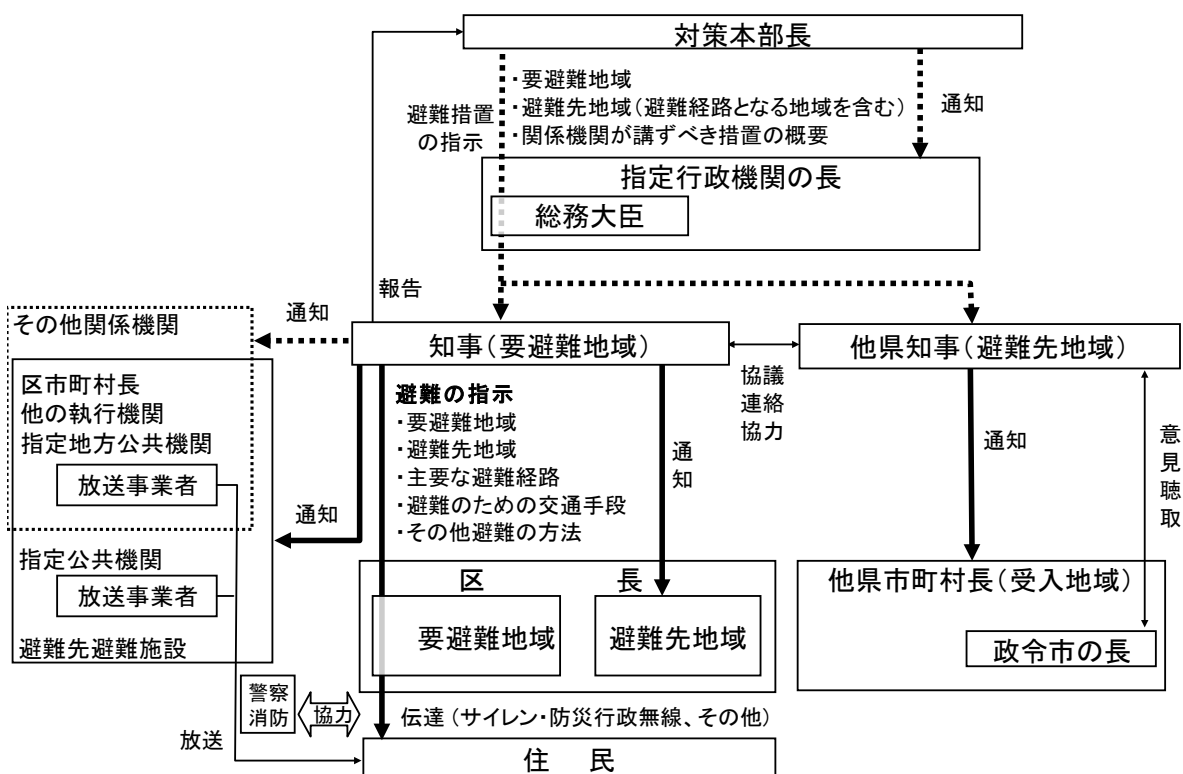 対策本部長
・要避難地域
・避難先地域(避難経路となる地域を含む)
・関係機関が講ずべき措置の概要
避難措置
の指示
通知
指定行政機関の長
総務大臣
報告
その他関係機関
通知
知事(要避難地域)
他県知事(避難先地域)
協議
連絡
協力
区市町村長
他の執行機関
指定地方公共機関
放送事業者
避難の指示
・要避難地域
・避難先地域
・主要な避難経路
・避難のための交通手段
・その他避難の方法
通知
通知
意見聴取
通知
指定公共機関
放送事業者
避難先避難施設
区 長
要避難地域
避難先地域
他県市町村長(受入地域)
政令市の長
警察
消防
協力
伝達(サイレン・防災行政無線、その他)
放送
住 民